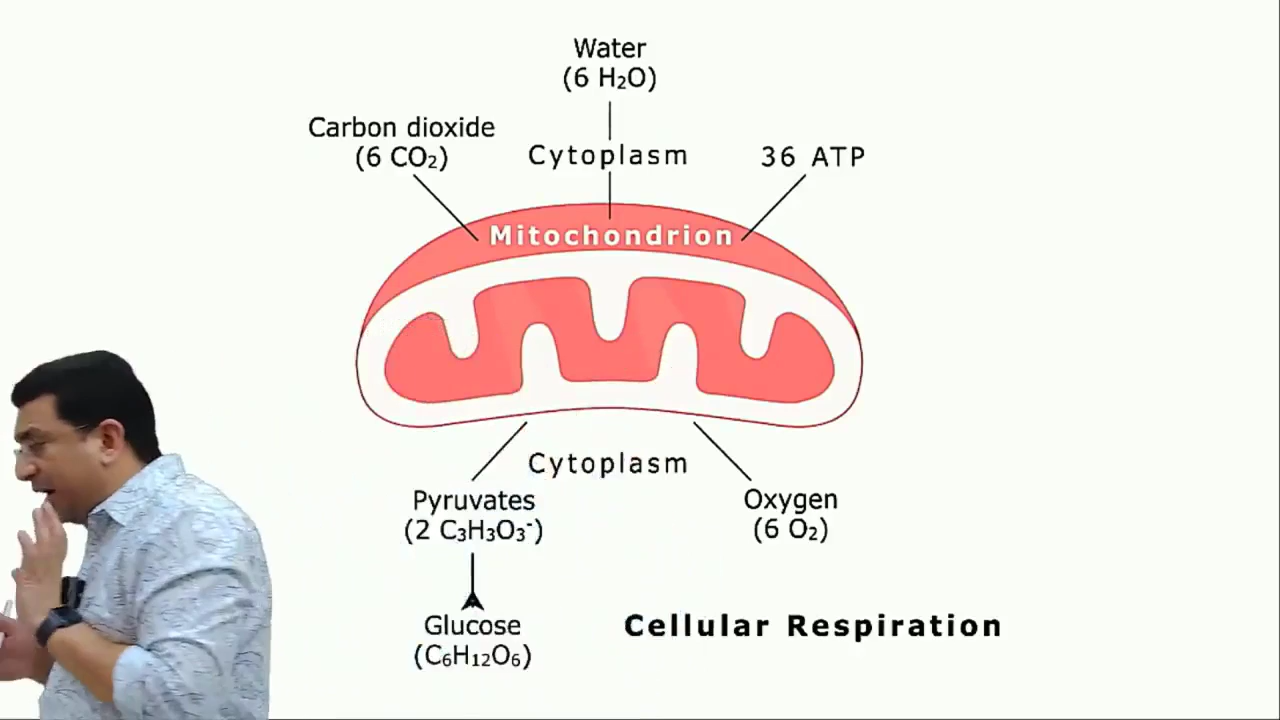 Water
(6 H₂O)
Carbon dioxide
(6 CO₂)
Cytoplasm
36 ATP
Mitochondrion
Cytoplasm
Pyruvates
(2 C₃H₃O₃⁻)
Oxygen
(6 O₂)
Glucose
(C₆H₁₂O₆)
Cellular Respiration